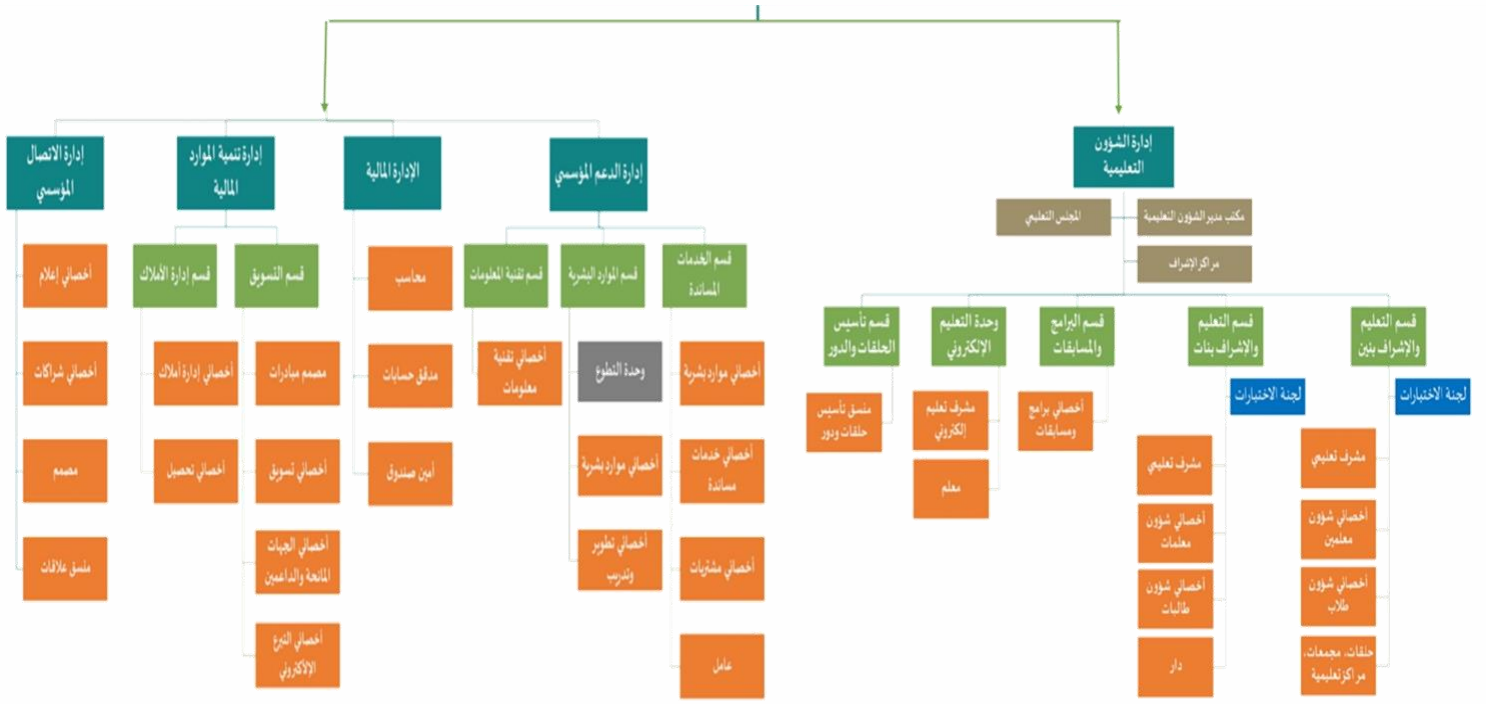 إدارة الشؤون
التعليمية
مكتب مدير الشؤون التعليمية
المجلس التعليمي
مراكز الإشراف
قسم التعليم
والإشراف بنين
لجنة الاختبارات
مشرف تعليمي
أخصائي شؤون
معلمين
أخصائي شؤون
طلاب
حلقات، مجمعات،
مراكز تعليمية
قسم التعليم
والإشراف بنات
لجنة الاختبارات
مشرف تعليمي
أخصائي شؤون
معلمات
أخصائي شؤون
طالبات
دار
قسم البرامج
والمسابقات
أخصائي برامج
ومسابقات
وحدة التعليم
الإلكتروني
مشرف تعليم
إلكتروني
معلم
قسم تأسيس
الحلقات والدور
منسق تأسيس
حلقات ودور
إدارة الدعم المؤسسي
قسم الخدمات
المساندة
أخصائي موارد بشرية
أخصائي خدمات
مساندة
أخصائي مشتريات
عامل
قسم الموارد البشرية
وحدة التطوع
أخصائي موارد بشرية
أخصائي تطوير
وتدريب
قسم تقنية المعلومات
أخصائي تقنية
معلومات
الإدارة المالية
محاسب
مدقق حسابات
أمين صندوق
إدارة تنمية الموارد
المالية
قسم التسويق
مصمم مبادرات
أخصائي تسويق
أخصائي الجهات
المانحة والداعمين
أخصائي التبرع
الإلأكتروني
قسم إدارة الأملاك
أخصائي إدارة أملاك
أخصائي تحصيل
إدارة الاتصال
المؤسسي
أخصائي إعلام
أخصائي شراكات
مصمم
منسق علاقات